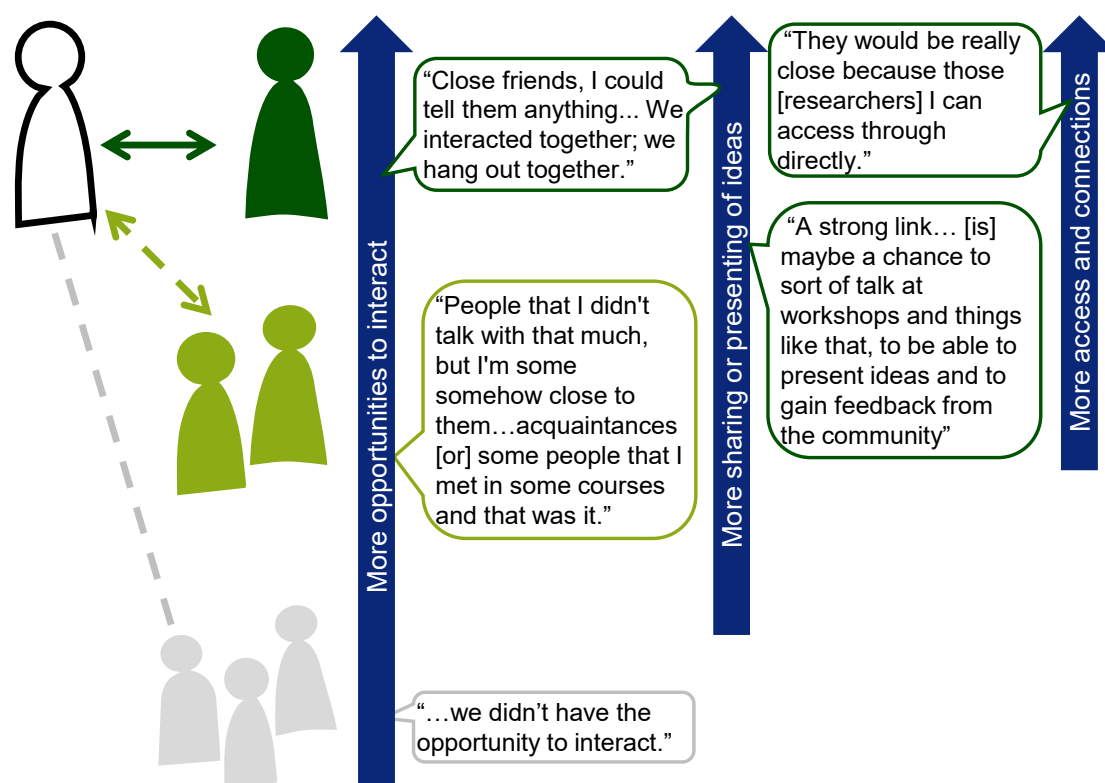 “Close friends, I could
tell them anything... We
interacted together; we
hang out together.”
“People that I didn't
talk with that much,
but I'm some
somehow close to
them…acquaintances
[or] some people that I
met in some courses
and that was it.”
“…we didn’t have the
opportunity to interact.”
More opportunities to interact
“They would be really
close because those
[researchers] I can
access through
directly.”
“A strong link… [is]
maybe a chance to
sort of talk at
workshops and things
like that, to be able to
present ideas and to
gain feedback from
the community”
More sharing or presenting of ideas
More access and connections